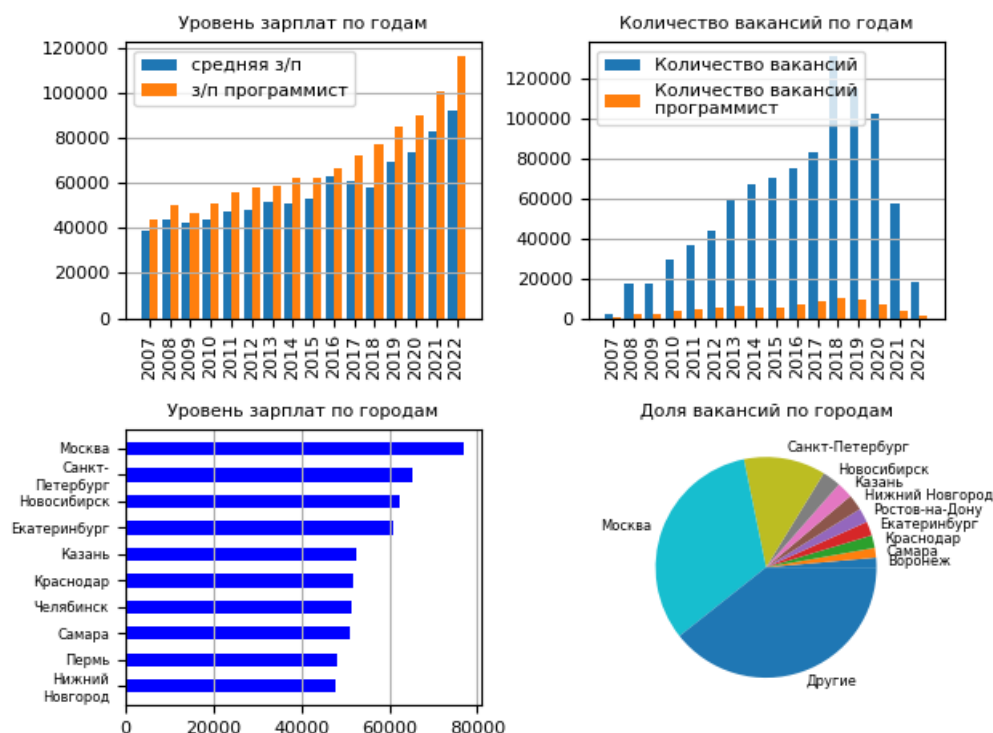 Уровень зарплат по годам
120000
100000
80000
60000
40000
20000
0
средняя з/п
з/п программист
2007
2008
2009
2010
2011
2012
2013
2014
2015
2016
2017
2018
2019
2020
2021
2022
Количество вакансий по годам
120000
100000
80000
60000
40000
20000
0
Количество вакансий
Количество вакансий
программист
2007
2008
2009
2010
2011
2012
2013
2014
2015
2016
2017
2018
2019
2020
2021
2022
Уровень зарплат по городам
Москва
Санкт-
Петербург
Новосибирск
Екатеринбург
Казань
Краснодар
Челябинск
Самара
Пермь
Нижний
Новгород
0
20000
40000
60000
80000
Доля вакансий по городам
Санкт-Петербург
Новосибирск
Казань
Нижний Новгород
Ростов-на-Дону
Екатеринбург
Краснодар
Самара
Воронеж
Москва
Другие